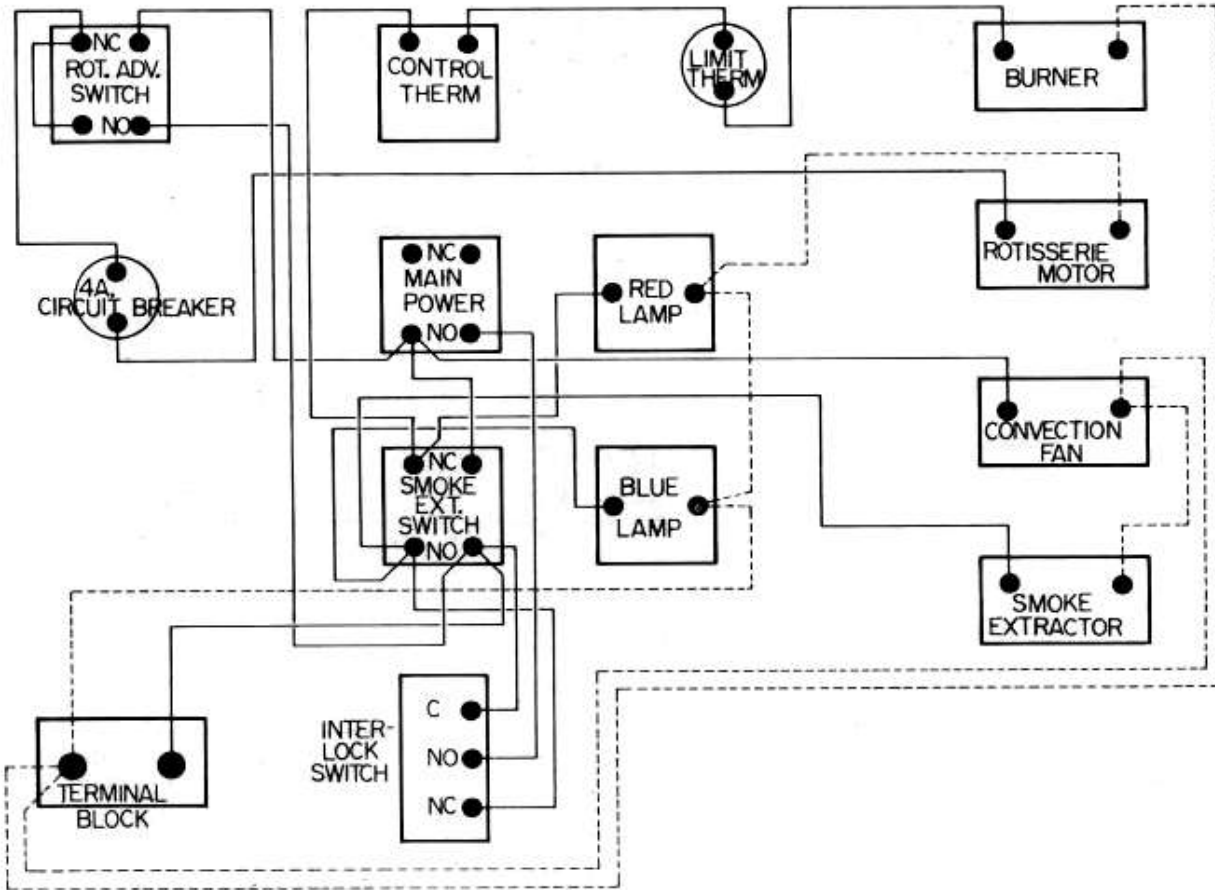 NC
ROT. ADV.
SWITCH
NO
CONTROL
THERM
LIMIT
THERM
BURNER
4A.
CIRCUIT BREAKER
NC
MAIN
POWER
NO
RED
LAMP
ROTISSERIE
MOTOR
NC
SMOKE
EXT.
SWITCH
NO
BLUE
LAMP
CONVECTION
FAN
SMOKE
EXTRACTOR
TERMINAL
BLOCK
INTER-
LOCK
SWITCH
C
NO
NC